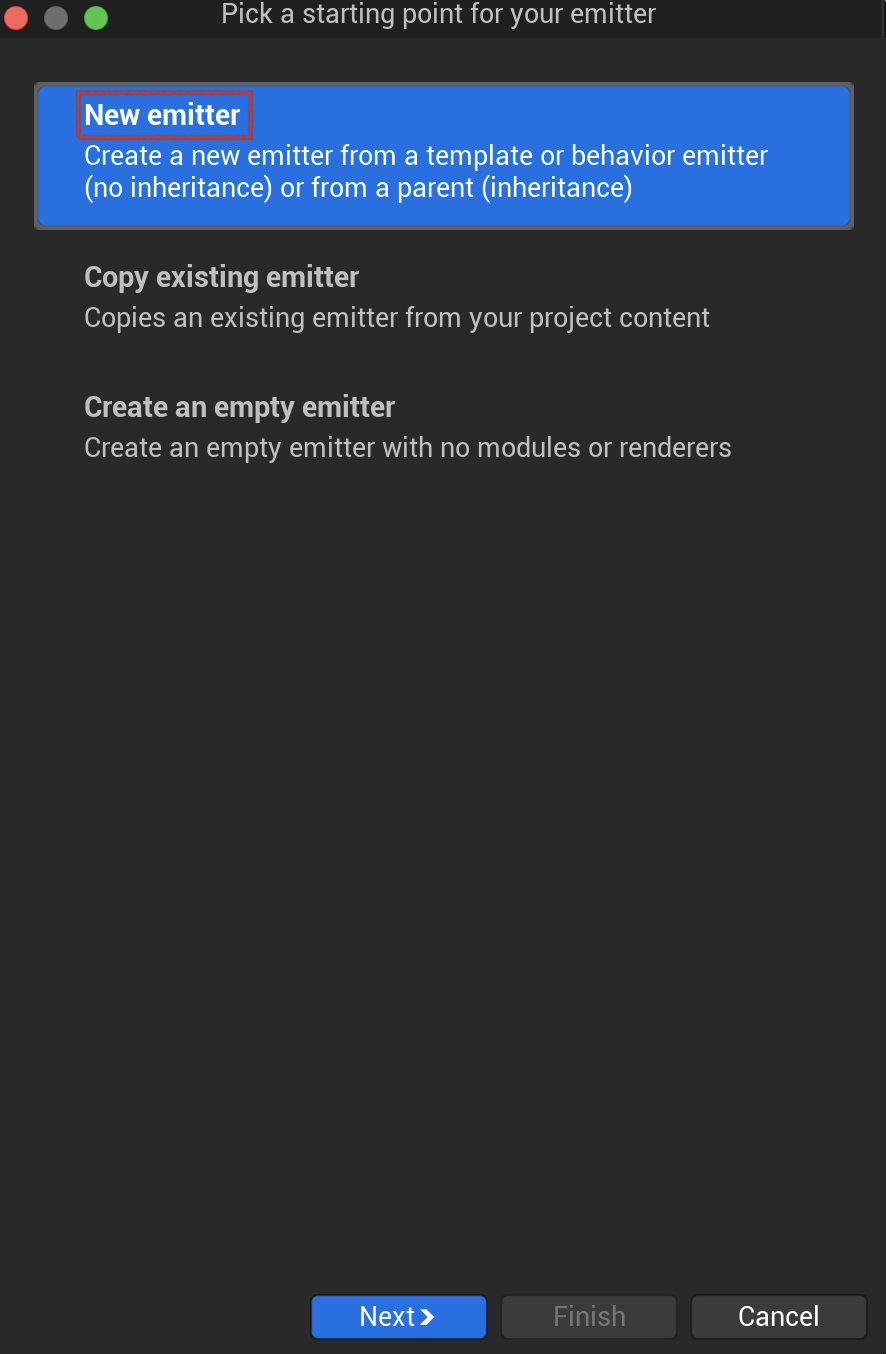 Pick a starting point for your emitter
New emitter
Create a new emitter from a template or behavior emitter
(no inheritance) or from a parent (inheritance)
Copy existing emitter
Copies an existing emitter from your project content
Create an empty emitter
Create an empty emitter with no modules or renderers
Next
Finish
Cancel